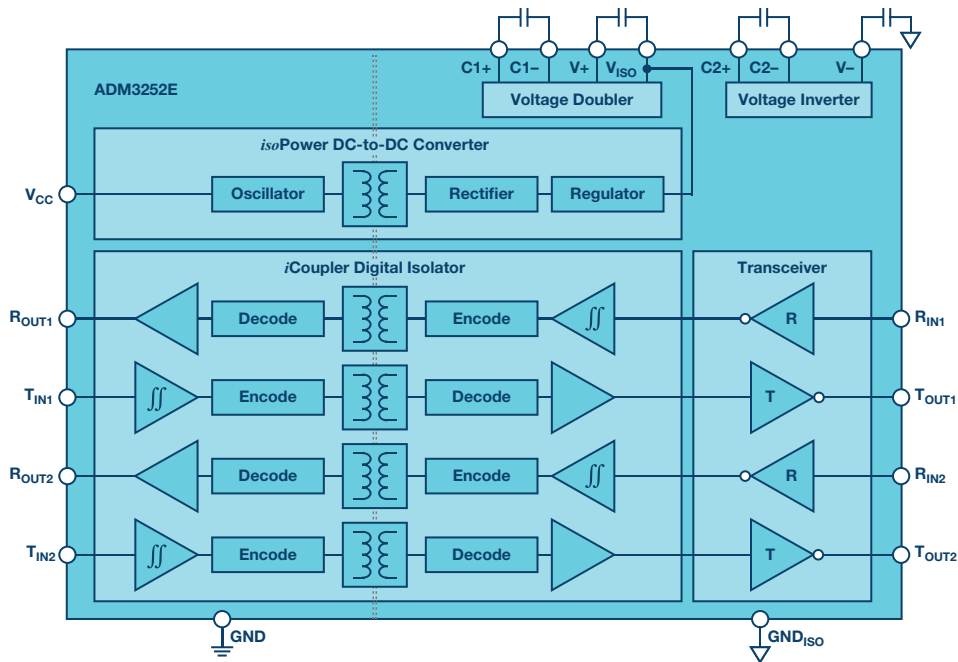 C1+ C1– V+ VISO C2+ C2– V–
ADM3252E
Voltage Doubler Voltage Inverter
isoPower DC-to-DC Converter
VCC Oscillator Rectifier Regulator
iCoupler Digital Isolator Transceiver
ROUT1 Decode Encode ∫∫ R RIN1
TIN1 ∫∫ Encode Decode T TOUT1
ROUT2 Decode Encode ∫∫ R RIN2
TIN2 ∫∫ Encode Decode T TOUT2
GND GNDISO